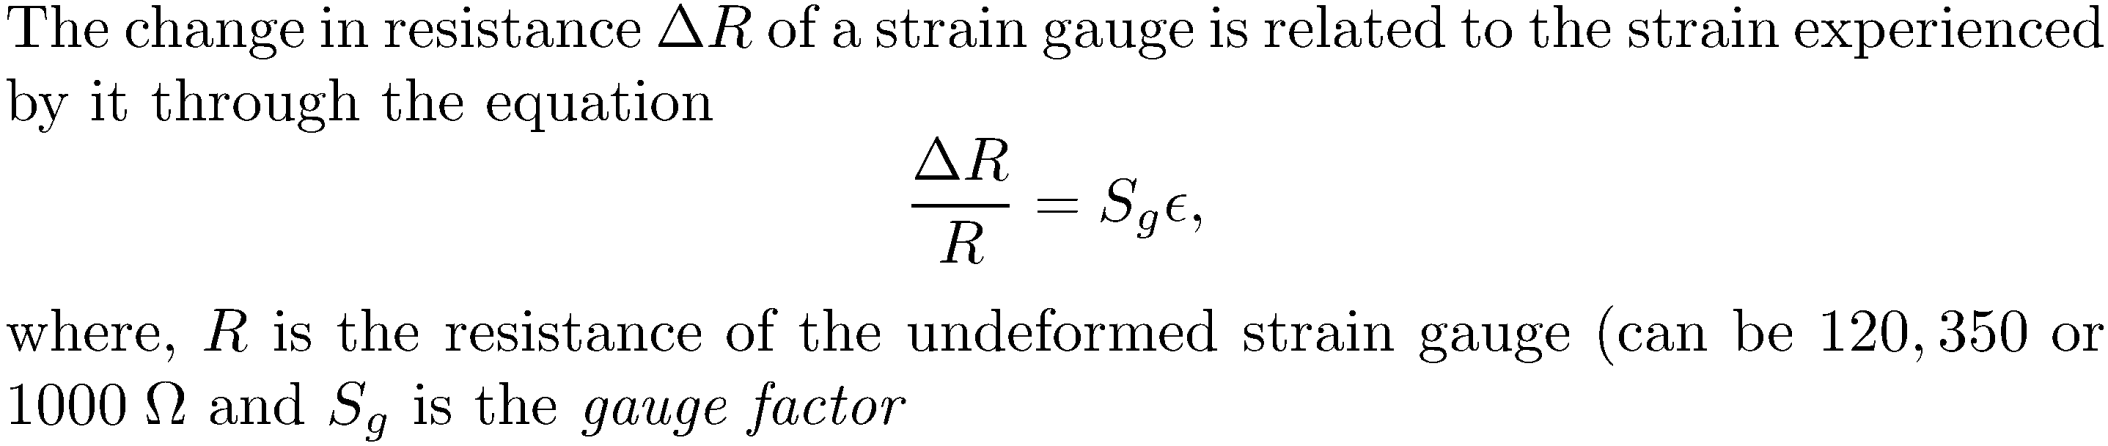 The change in resistance ΔR of a strain gauge is related to the strain experienced
by it through the equation
ΔR/R = S_g ϵ,
where, R is the resistance of the undeformed strain gauge (can be 120, 350 or
1000 Ω and S_g is the gauge factor